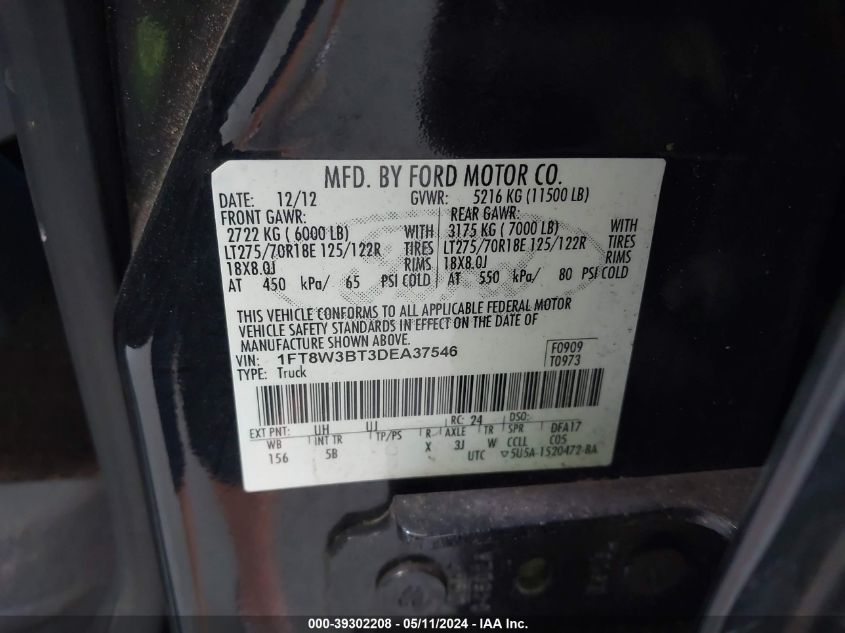 MFD. BY FORD MOTOR CO.
DATE: 12/12 GVWR: 5216 KG (11500 LB)
FRONT GAWR: REAR GAWR:
2722 KG ( 6000 LB) WITH 3175 KG ( 7000 LB) WITH
LT275/70R18E 125/122R TIRES LT275/70R18E 125/122R TIRES
18X8.0J RIMS 18X8.0J RIMS
AT 450 kPa/ 65 PSI COLD AT 550 kPa/ 80 PSI COLD
THIS VEHICLE CONFORMS TO ALL APPLICABLE FEDERAL MOTOR
VEHICLE SAFETY STANDARDS IN EFFECT ON THE DATE OF
MANUFACTURE SHOWN ABOVE.
VIN: 1FT8W3BT3DEA37546 F0909
TYPE: Truck T0973
EXT PNT: UH UJ RC: 24 DSO:
WB INT TR TP/PS R AXLE TR SPR DFA17
156 5B X 3J W CCLL C05
UTC ▽5U5A-1520472-BA
000-39302208 - 05/11/2024 - IAA Inc.